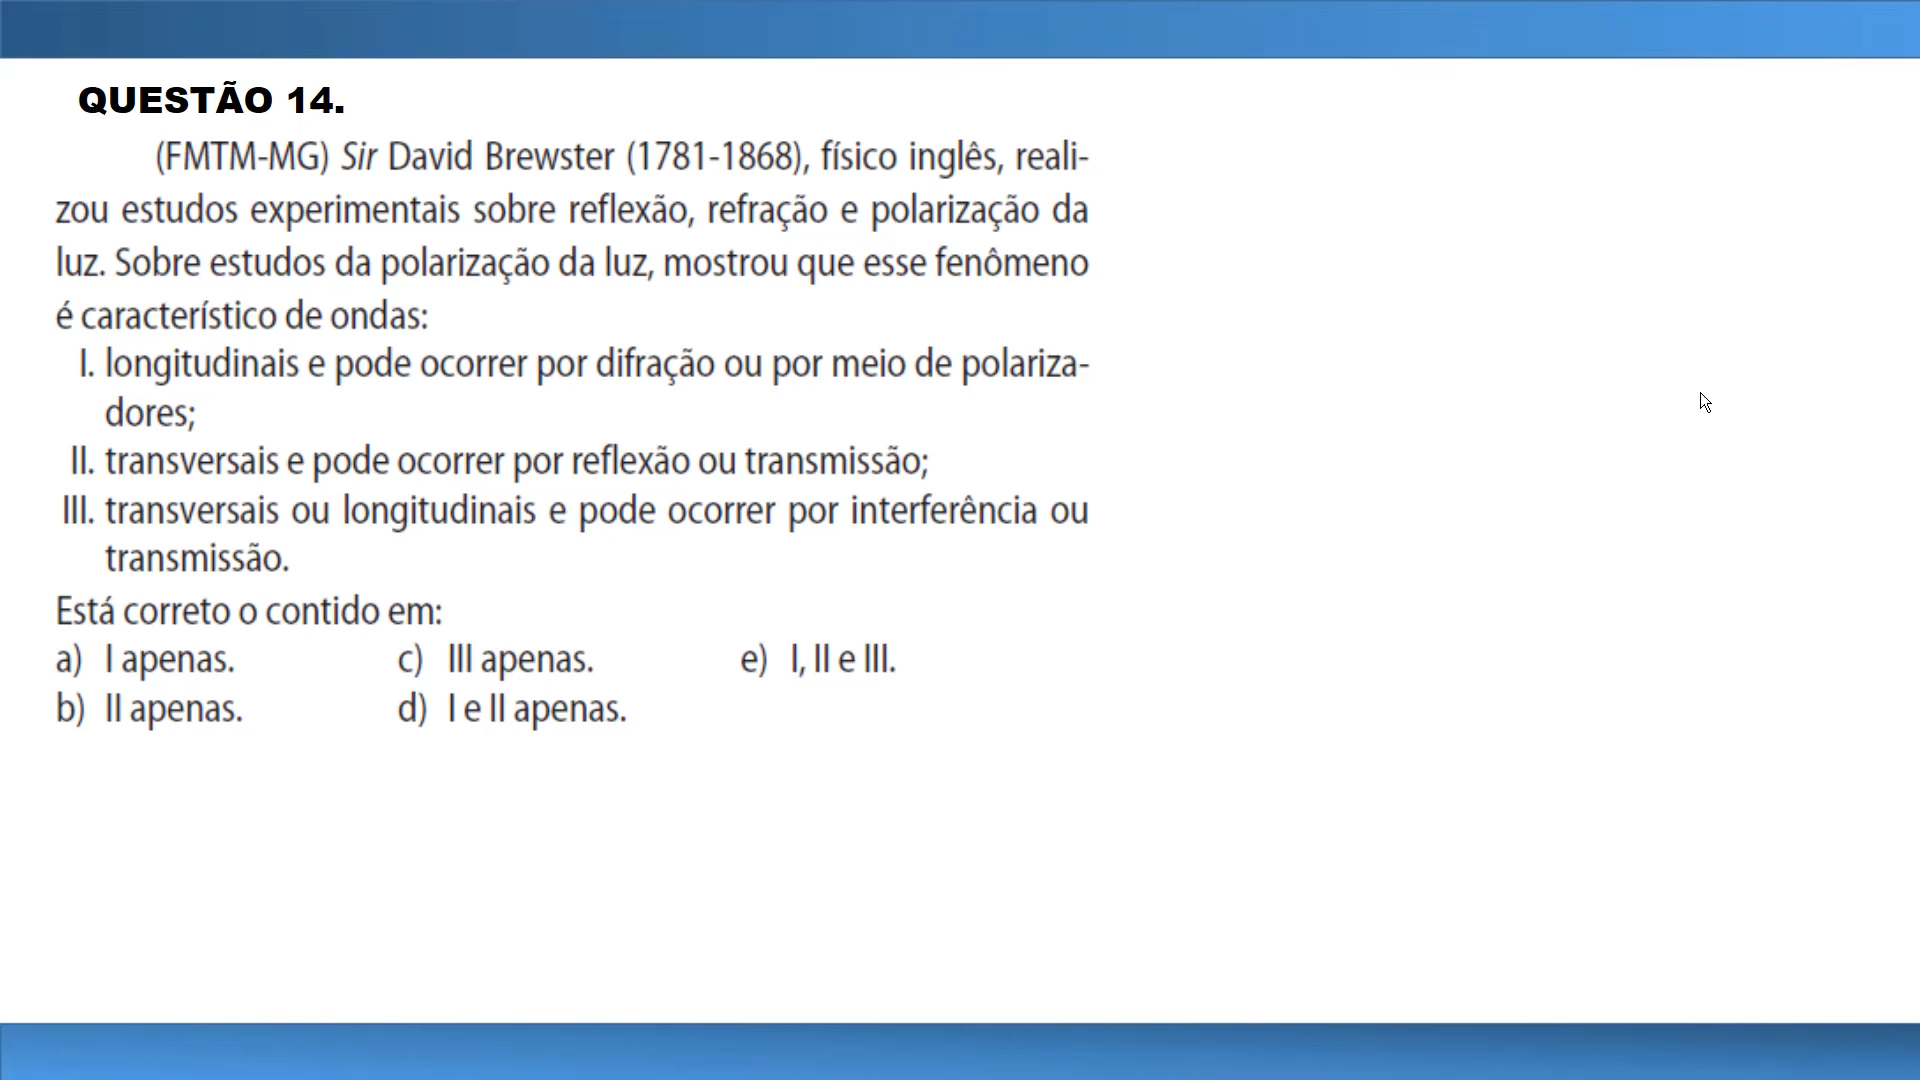 QUESTÃO 14.
(FMTM-MG) Sir David Brewster (1781-1868), físico inglês, reali-
zou estudos experimentais sobre reflexão, refração e polarização da
luz. Sobre estudos da polarização da luz, mostrou que esse fenômeno
é característico de ondas:
I. longitudinais e pode ocorrer por difração ou por meio de polariza-
dores;
II. transversais e pode ocorrer por reflexão ou transmissão;
III. transversais ou longitudinais e pode ocorrer por interferência ou
transmissão.
Está correto o contido em:
a) I apenas. c) III apenas. e) I, II e III.
b) II apenas. d) I e II apenas.